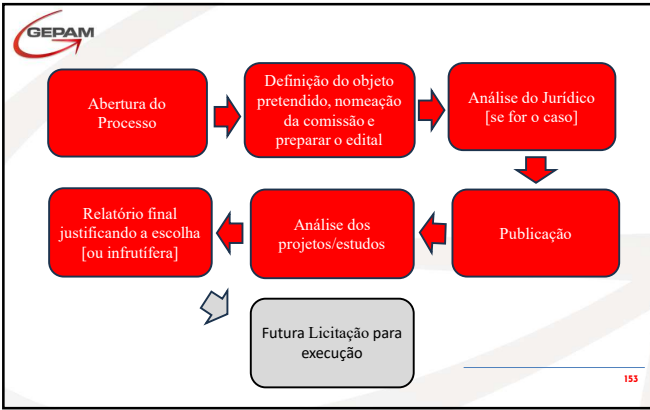 GEPAM
Abertura do
Processo
Definição do objeto
pretendido, nomeação
da comissão e
preparar o edital
Análise do Jurídico
[se for o caso]
Relatório final
justificando a escolha
[ou infrutífera]
Análise dos
projetos/estudos
Publicação
Futura Licitação para
execução
153